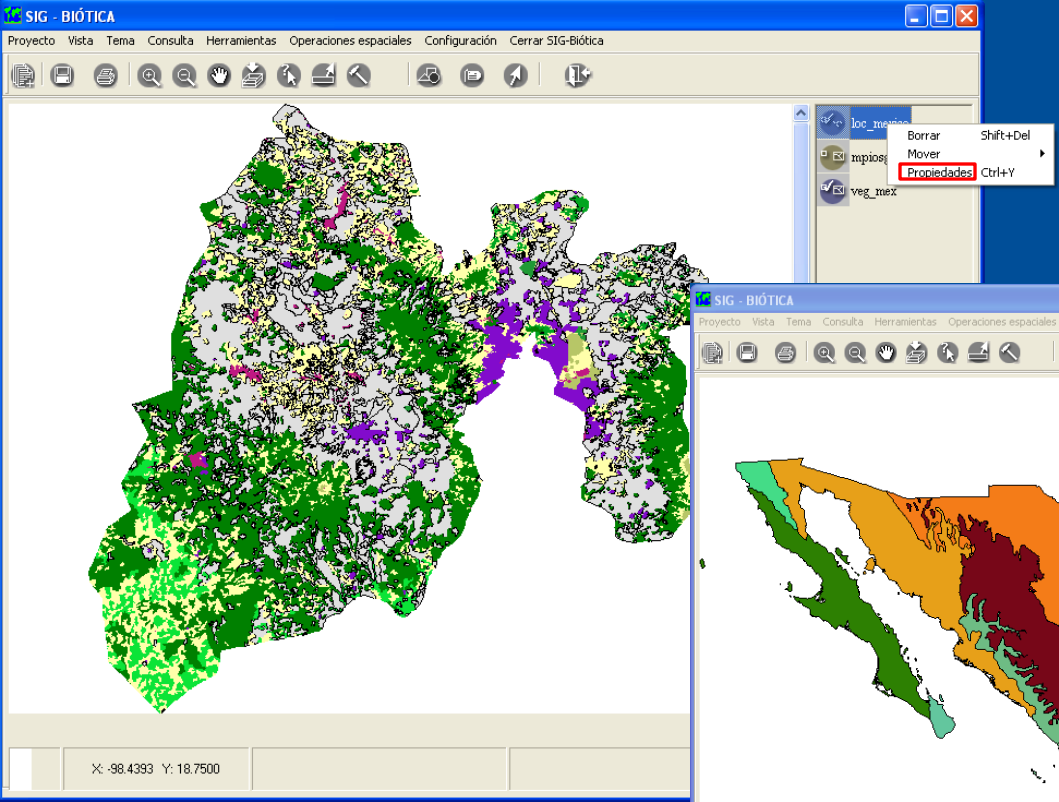 SIG - BIÓTICA
Proyecto Vista Tema Consulta Herramientas Operaciones espaciales Configuración Cerrar SIG-Biótica
loc_mexico
Borrar Shift+Del
Mover
Propiedades Ctrl+Y
veg_mex
SIG - BIÓTICA
Proyecto Vista Tema Consulta Herramientas Operaciones espaciales
X: -98.4393 Y: 18.7500